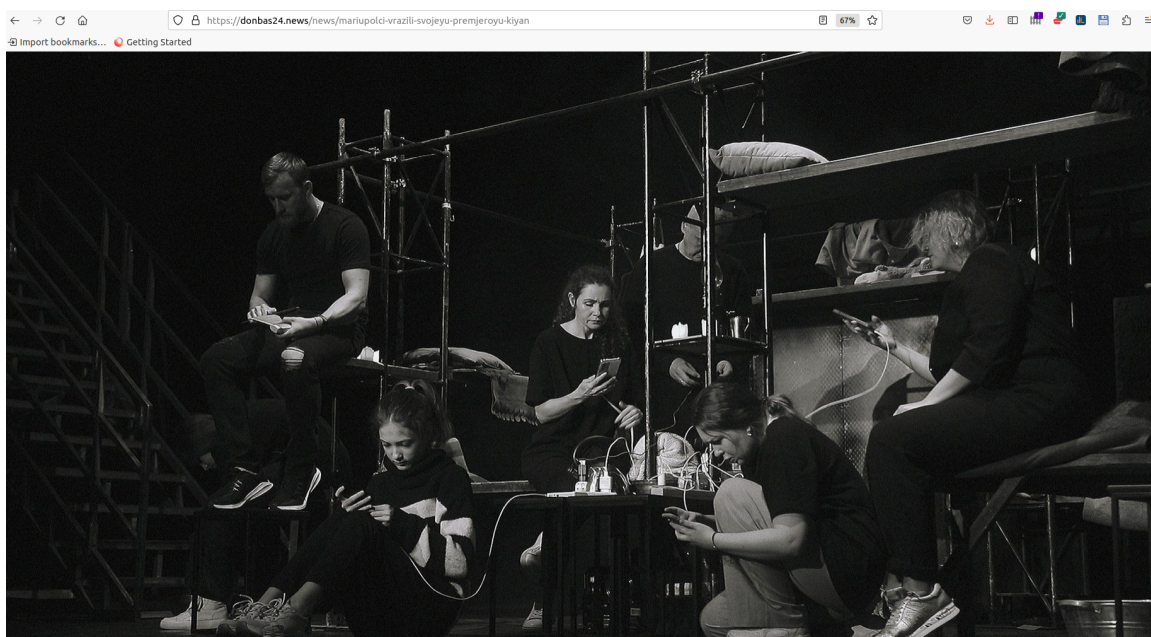 https://donbas24.news/news/mariupolci-vrazili-svojeyu-premjeroyu-kiyan
67%
Import bookmarks... Getting Started